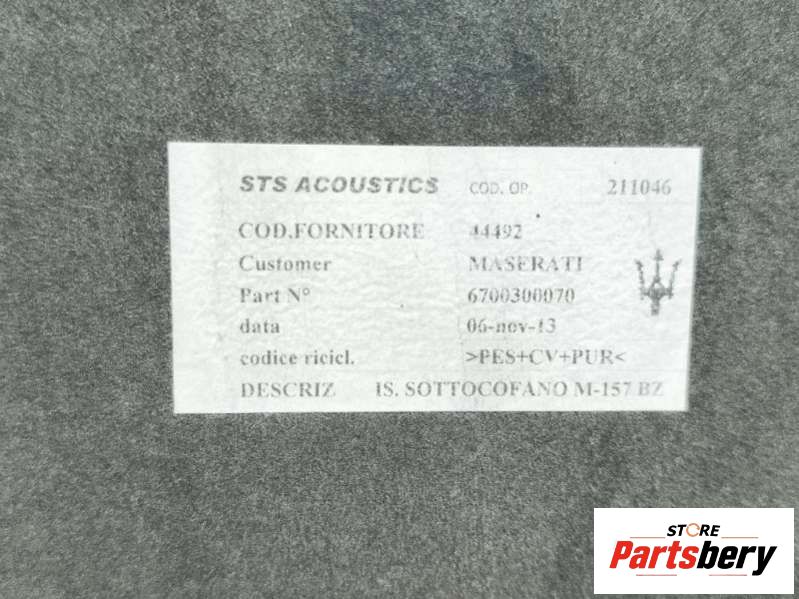 STS ACOUSTICS COD. OP. 211046
COD.FORNITORE 44492
Customer MASERATI
Part N° 6700300070
data 06-nov-13
codice ricicl. >PES+CV+PUR<
DESCRIZ IS. SOTTOCOFANO M-157 BZ
STORE
Partsbery